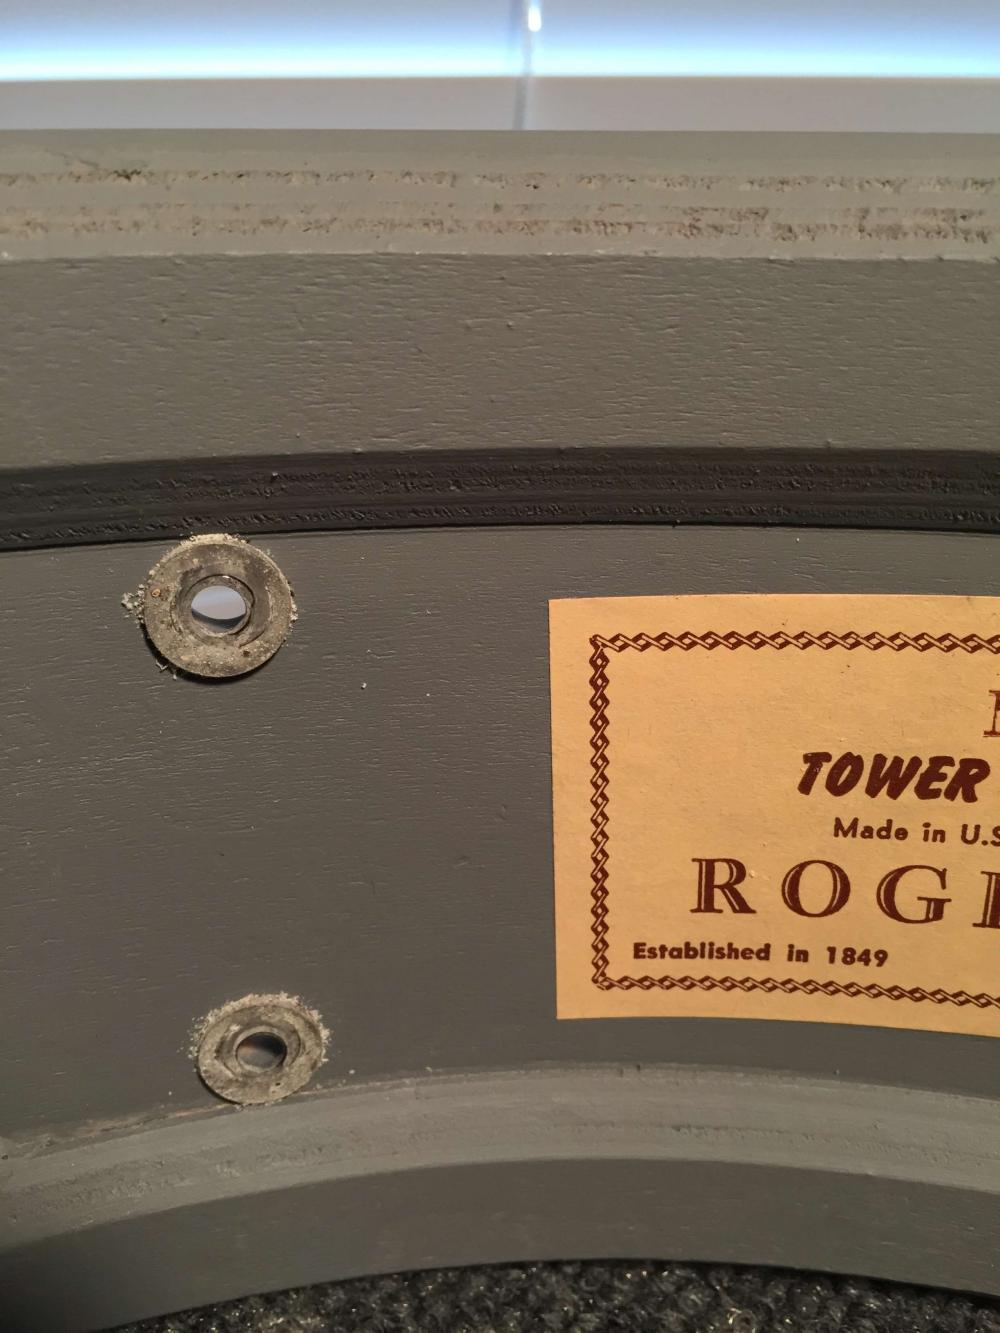 TOWER
Made in U.S
ROG
Established in 1849